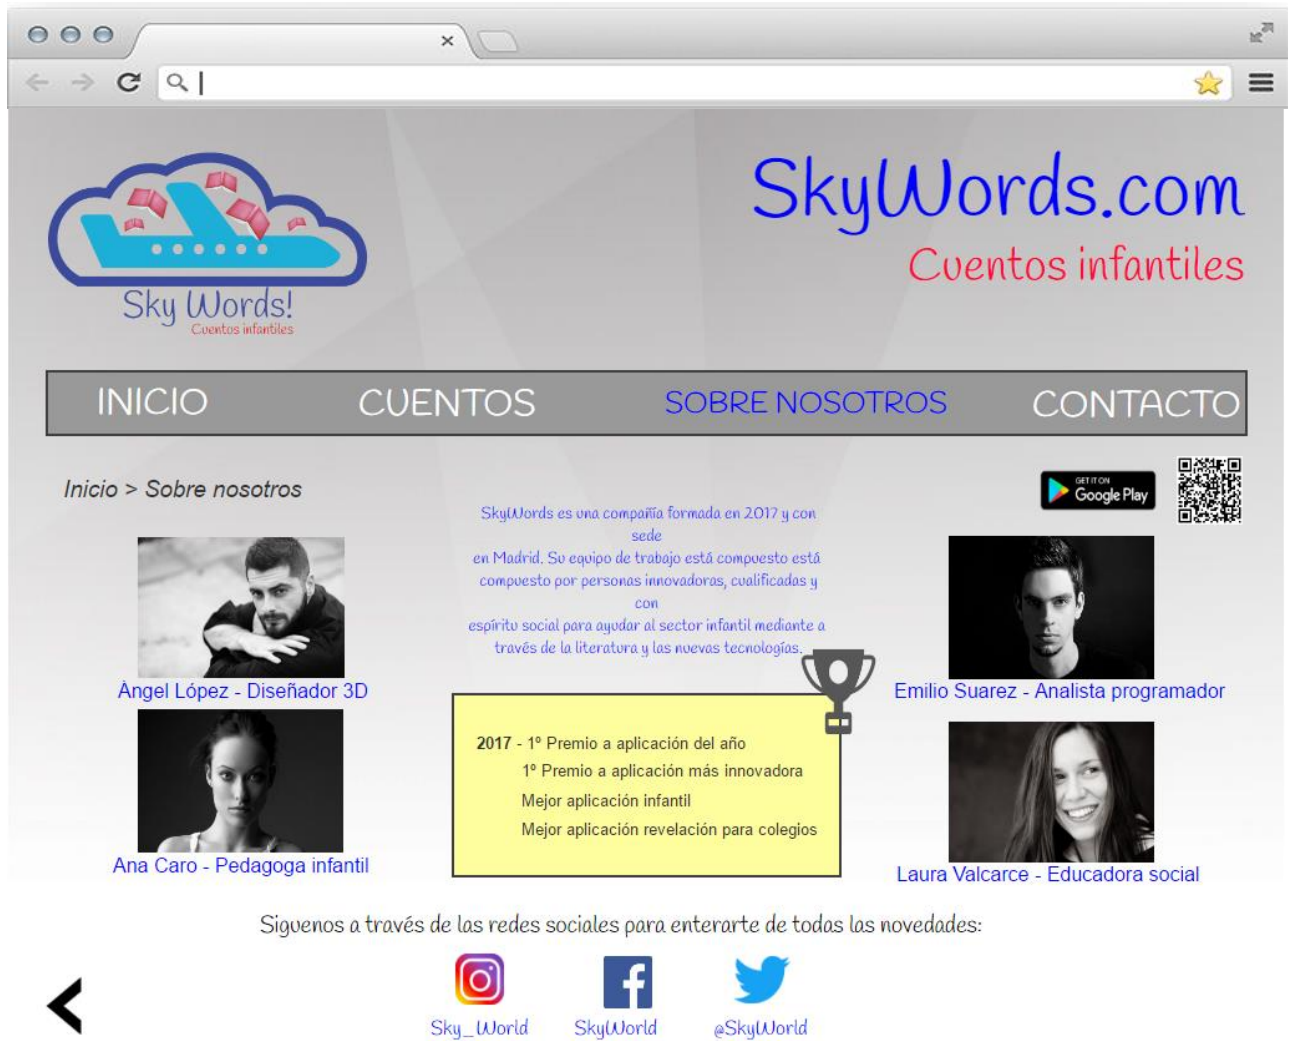 SkyWords.com
Cuentos infantiles
Sky Words!
Cuentos infantiles
INICIO CUENTOS SOBRE NOSOTROS CONTACTO
Inicio > Sobre nosotros
GET IT ON
Google Play
SkyWords es una compañía formada en 2017 y con
sede
en Madrid. Su equipo de trabajo está compuesto está
compuesto por personas innovadoras, cualificadas y
con
espíritu social para ayudar al sector infantil mediante a
través de la literatura y las nuevas tecnologías.
Àngel López - Diseñador 3D
Emilio Suarez - Analista programador
2017 - 1º Premio a aplicación del año
1º Premio a aplicación más innovadora
Mejor aplicación infantil
Mejor aplicación revelación para colegios
Ana Caro - Pedagoga infantil
Laura Valcarce - Educadora social
Siguenos a través de las redes sociales para enterarte de todas las novedades:
Sky_World SkyWorld @SkyWorld